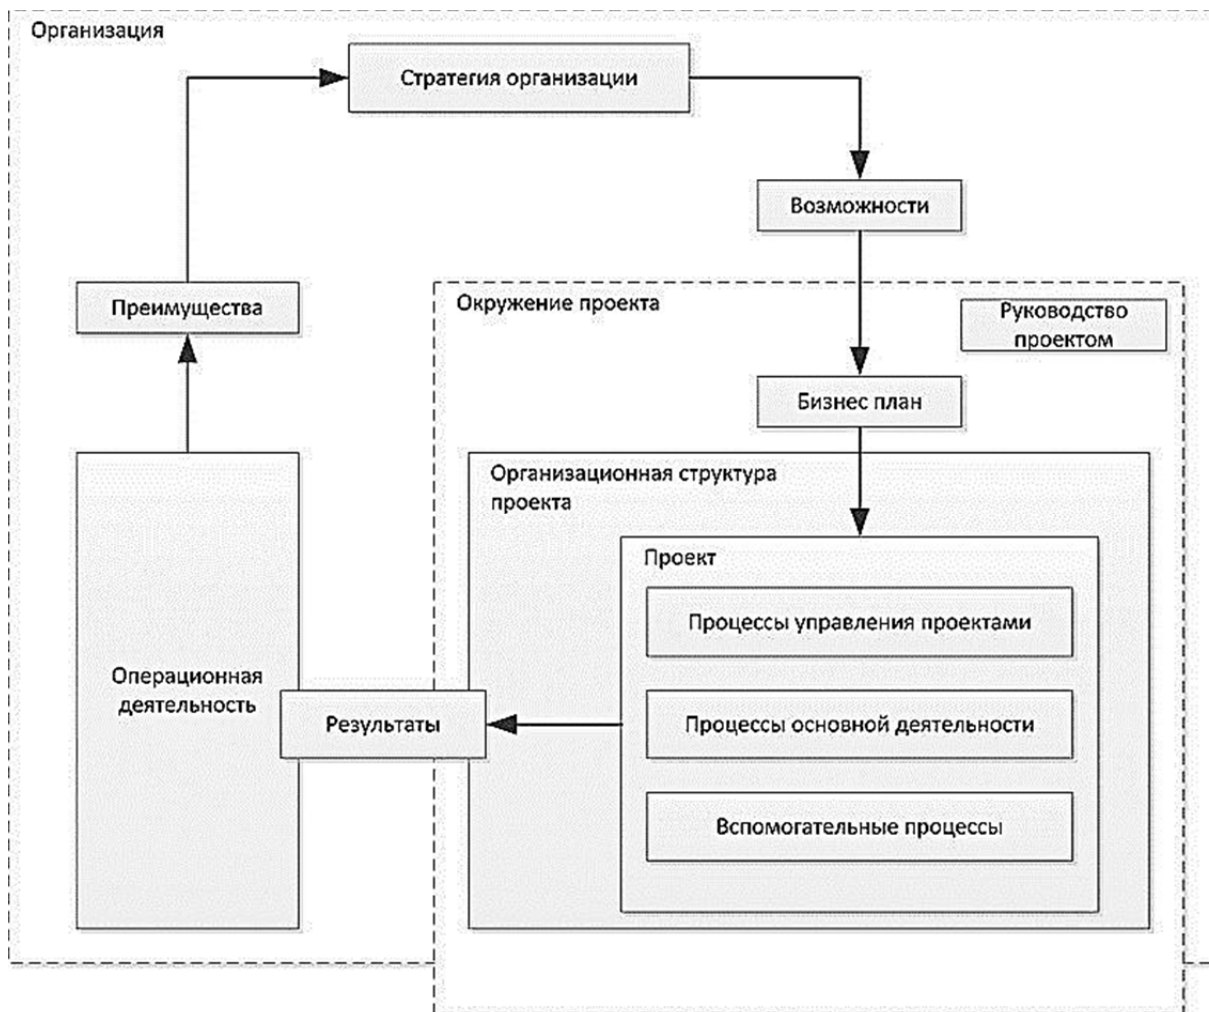 Организация
Стратегия организации
Возможности
Преимущества
Окружение проекта
Руководство
проектом
Бизнес план
Организационная структура
проекта
Проект
Процессы управления проектами
Операционная
деятельность
Результаты
Процессы основной деятельности
Вспомогательные процессы